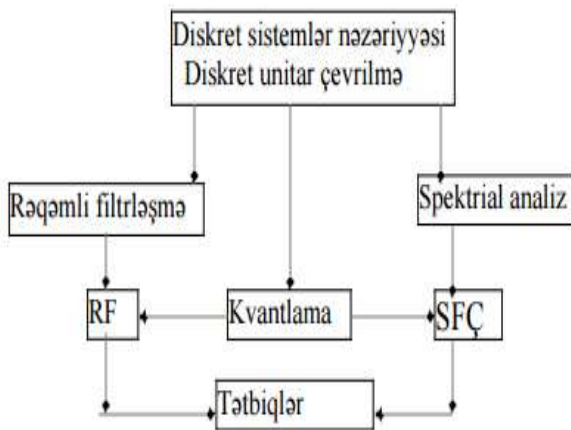 Diskret sistemlər nəzəriyyəsi
Diskret unitar çevrilmə
Rəqəmli filtrləşmə
Spektrial analiz
RF
Kvantlama
SFÇ
Tətbiqlər